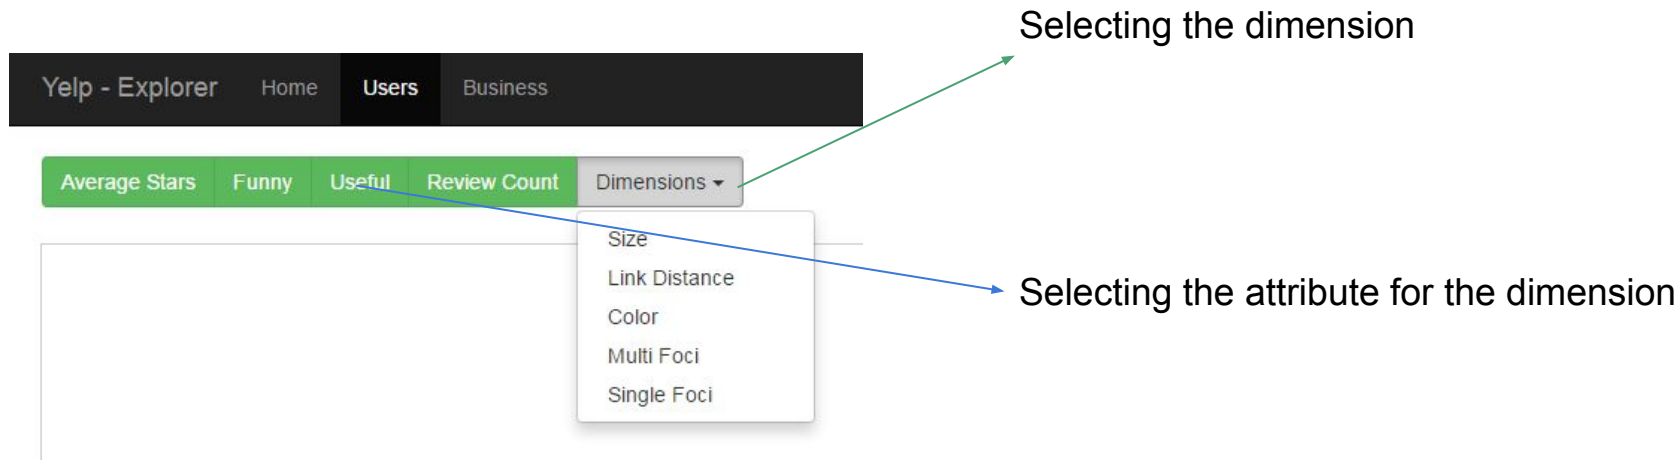 Selecting the dimension
Yelp - Explorer Home Users Business
Average Stars Funny Useful Review Count Dimensions
Size
Link Distance
Selecting the attribute for the dimension
Color
Multi Foci
Single Foci